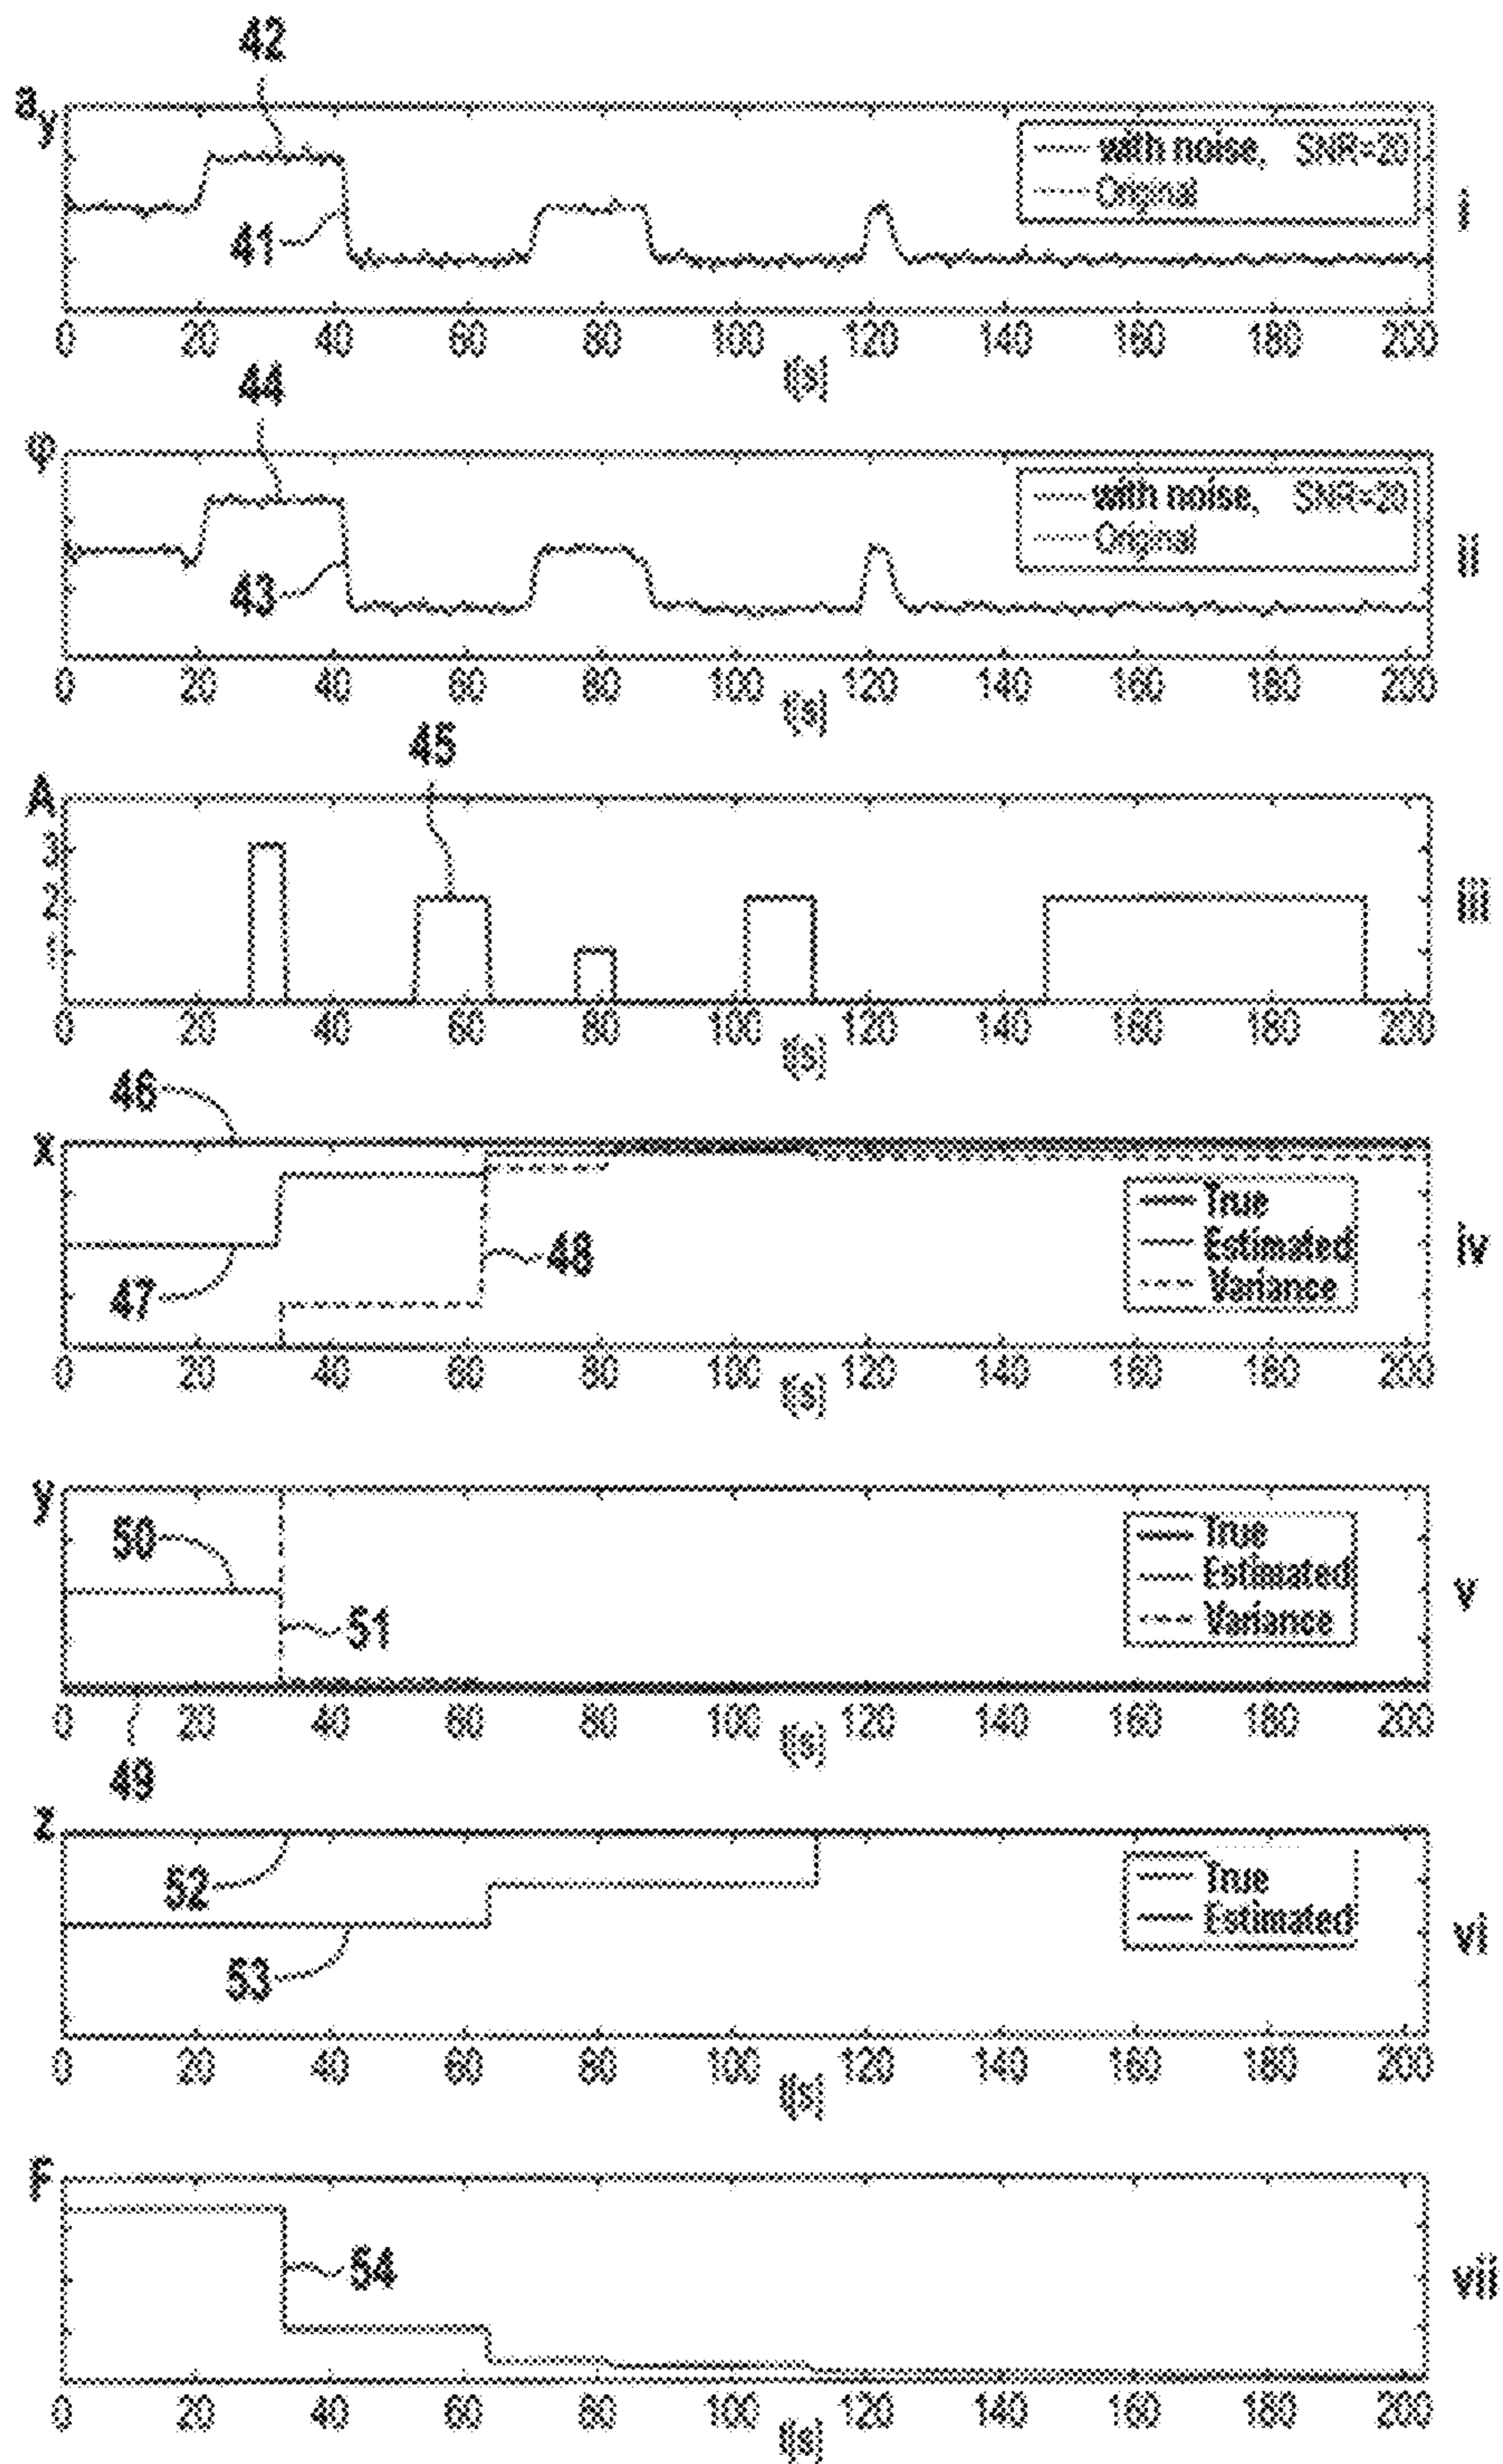 42
a_y
with noise, SNR=20
Original
41
i
0 20 40 60 80 100 120 140 160 180 200
t[s]
44
φ
with noise, SNR=20
Original
43
ii
0 20 40 60 80 100 120 140 160 180 200
t[s]
45
A
3
2
1
iii
0 20 40 60 80 100 120 140 160 180 200
t[s]
46
x
True
Estimated
Variance
48
47
iv
0 20 40 60 80 100 120 140 160 180 200
t[s]
y
50
True
Estimated
Variance
51
v
0 20 40 60 80 100 120 140 160 180 200
t[s]
49
z
52
True
Estimated
53
vi
0 20 40 60 80 100 120 140 160 180 200
t[s]
F
54
vii
0 20 40 60 80 100 120 140 160 180 200
t[s]